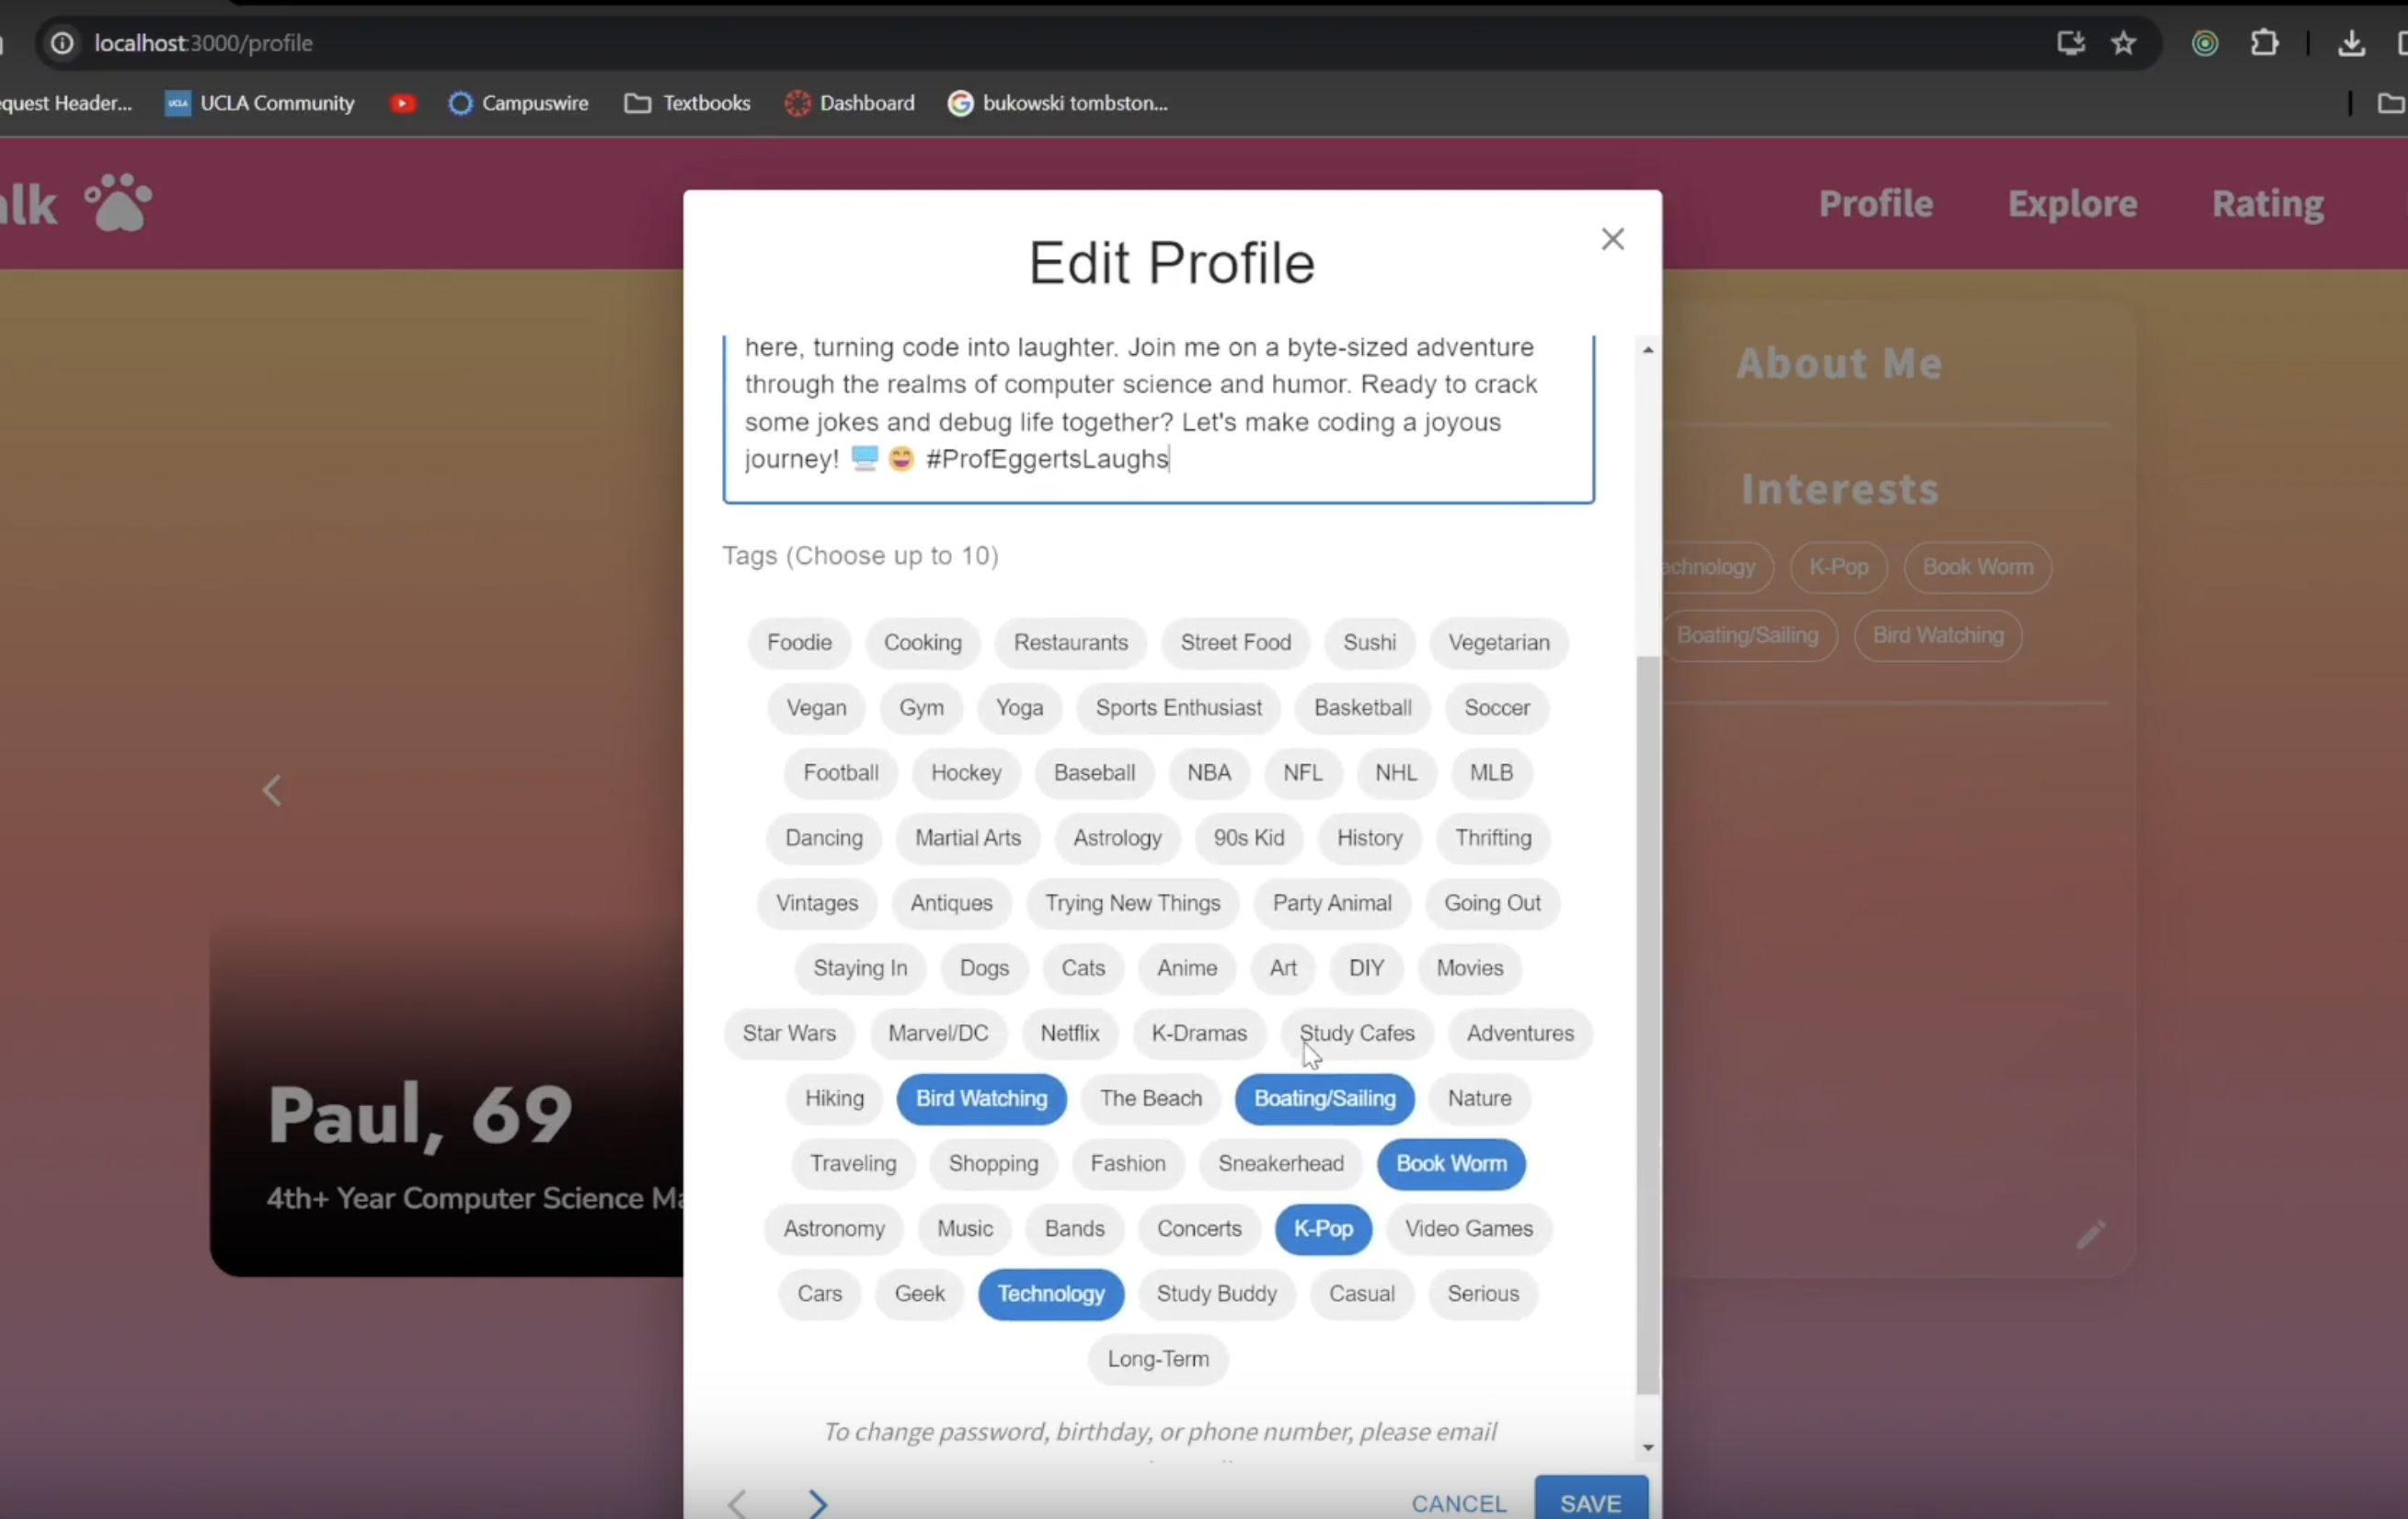 localhost:3000/profile
equest Header... UCLA UCLA Community Campuswire Textbooks Dashboard bukowski tombston...
alk Profile Explore Rating
Edit Profile
here, turning code into laughter. Join me on a byte-sized adventure
through the realms of computer science and humor. Ready to crack
some jokes and debug life together? Let's make coding a joyous
journey! 🖥️ 😄 #ProfEggertsLaughs
Tags (Choose up to 10)
Foodie Cooking Restaurants Street Food Sushi Vegetarian
Vegan Gym Yoga Sports Enthusiast Basketball Soccer
Football Hockey Baseball NBA NFL NHL MLB
Dancing Martial Arts Astrology 90s Kid History Thrifting
Vintages Antiques Trying New Things Party Animal Going Out
Staying In Dogs Cats Anime Art DIY Movies
Star Wars Marvel/DC Netflix K-Dramas Study Cafes Adventures
Hiking Bird Watching The Beach Boating/Sailing Nature
Traveling Shopping Fashion Sneakerhead Book Worm
Astronomy Music Bands Concerts K-Pop Video Games
Cars Geek Technology Study Buddy Casual Serious
Long-Term
To change password, birthday, or phone number, please email
CANCEL SAVE
Paul, 69
4th+ Year Computer Science Ma
About Me
Interests
echnology K-Pop Book Worm
Boating/Sailing Bird Watching